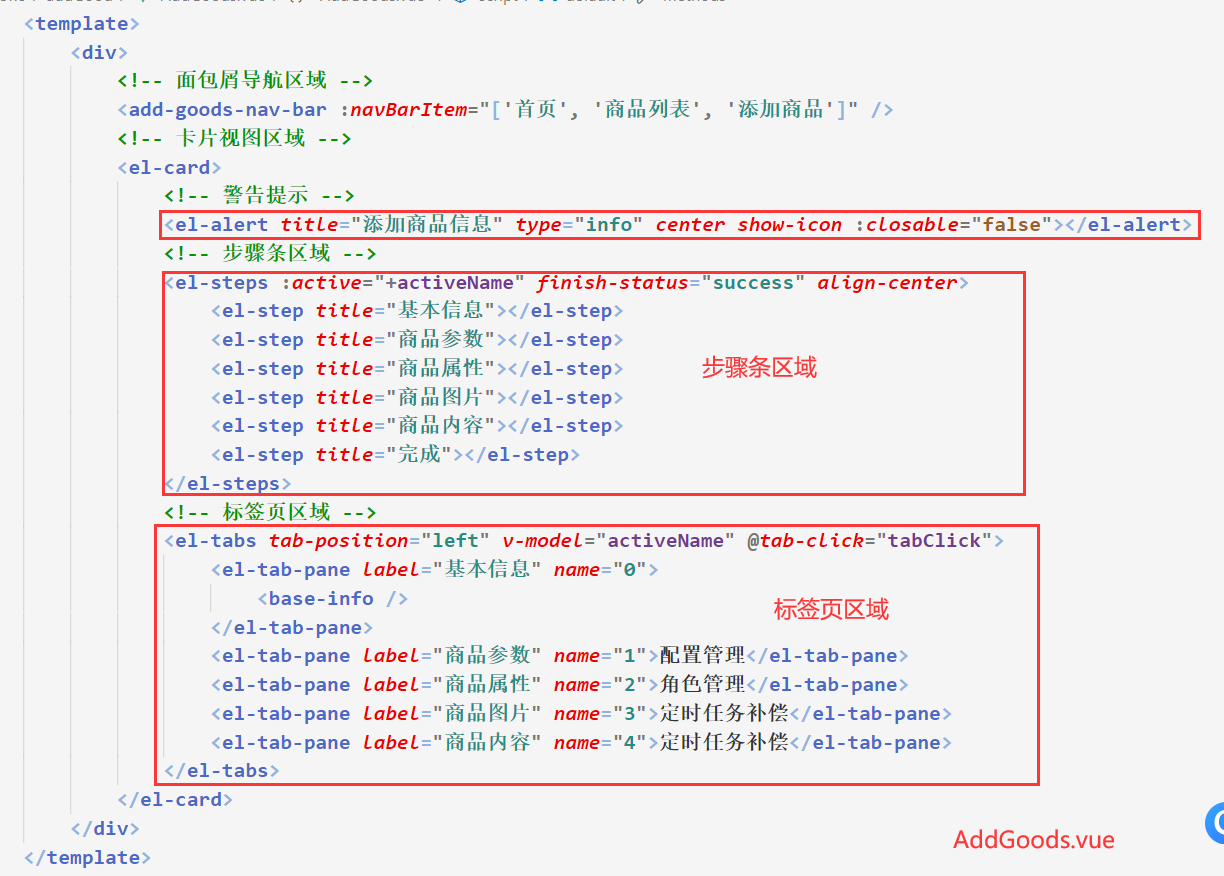 <template>
<div>
<!-- 面包屑导航区域 -->
<add-goods-nav-bar :navBarItem="['首页', '商品列表', '添加商品']" />
<!-- 卡片视图区域 -->
<el-card>
<!-- 警告提示 -->
<el-alert title="添加商品信息" type="info" center show-icon :closable="false"></el-alert>
<!-- 步骤条区域 -->
<el-steps :active="+activeName" finish-status="success" align-center>
<el-step title="基本信息"></el-step>
<el-step title="商品参数"></el-step>
<el-step title="商品属性"></el-step>
步骤条区域
<el-step title="商品图片"></el-step>
<el-step title="商品内容"></el-step>
<el-step title="完成"></el-step>
</el-steps>
<!-- 标签页区域 -->
<el-tabs tab-position="left" v-model="activeName" @tab-click="tabClick">
<el-tab-pane label="基本信息" name="0">
<base-info />
标签页区域
</el-tab-pane>
<el-tab-pane label="商品参数" name="1">配置管理</el-tab-pane>
<el-tab-pane label="商品属性" name="2">角色管理</el-tab-pane>
<el-tab-pane label="商品图片" name="3">定时任务补偿</el-tab-pane>
<el-tab-pane label="商品内容" name="4">定时任务补偿</el-tab-pane>
</el-tabs>
</el-card>
</div>
AddGoods.vue
</template>